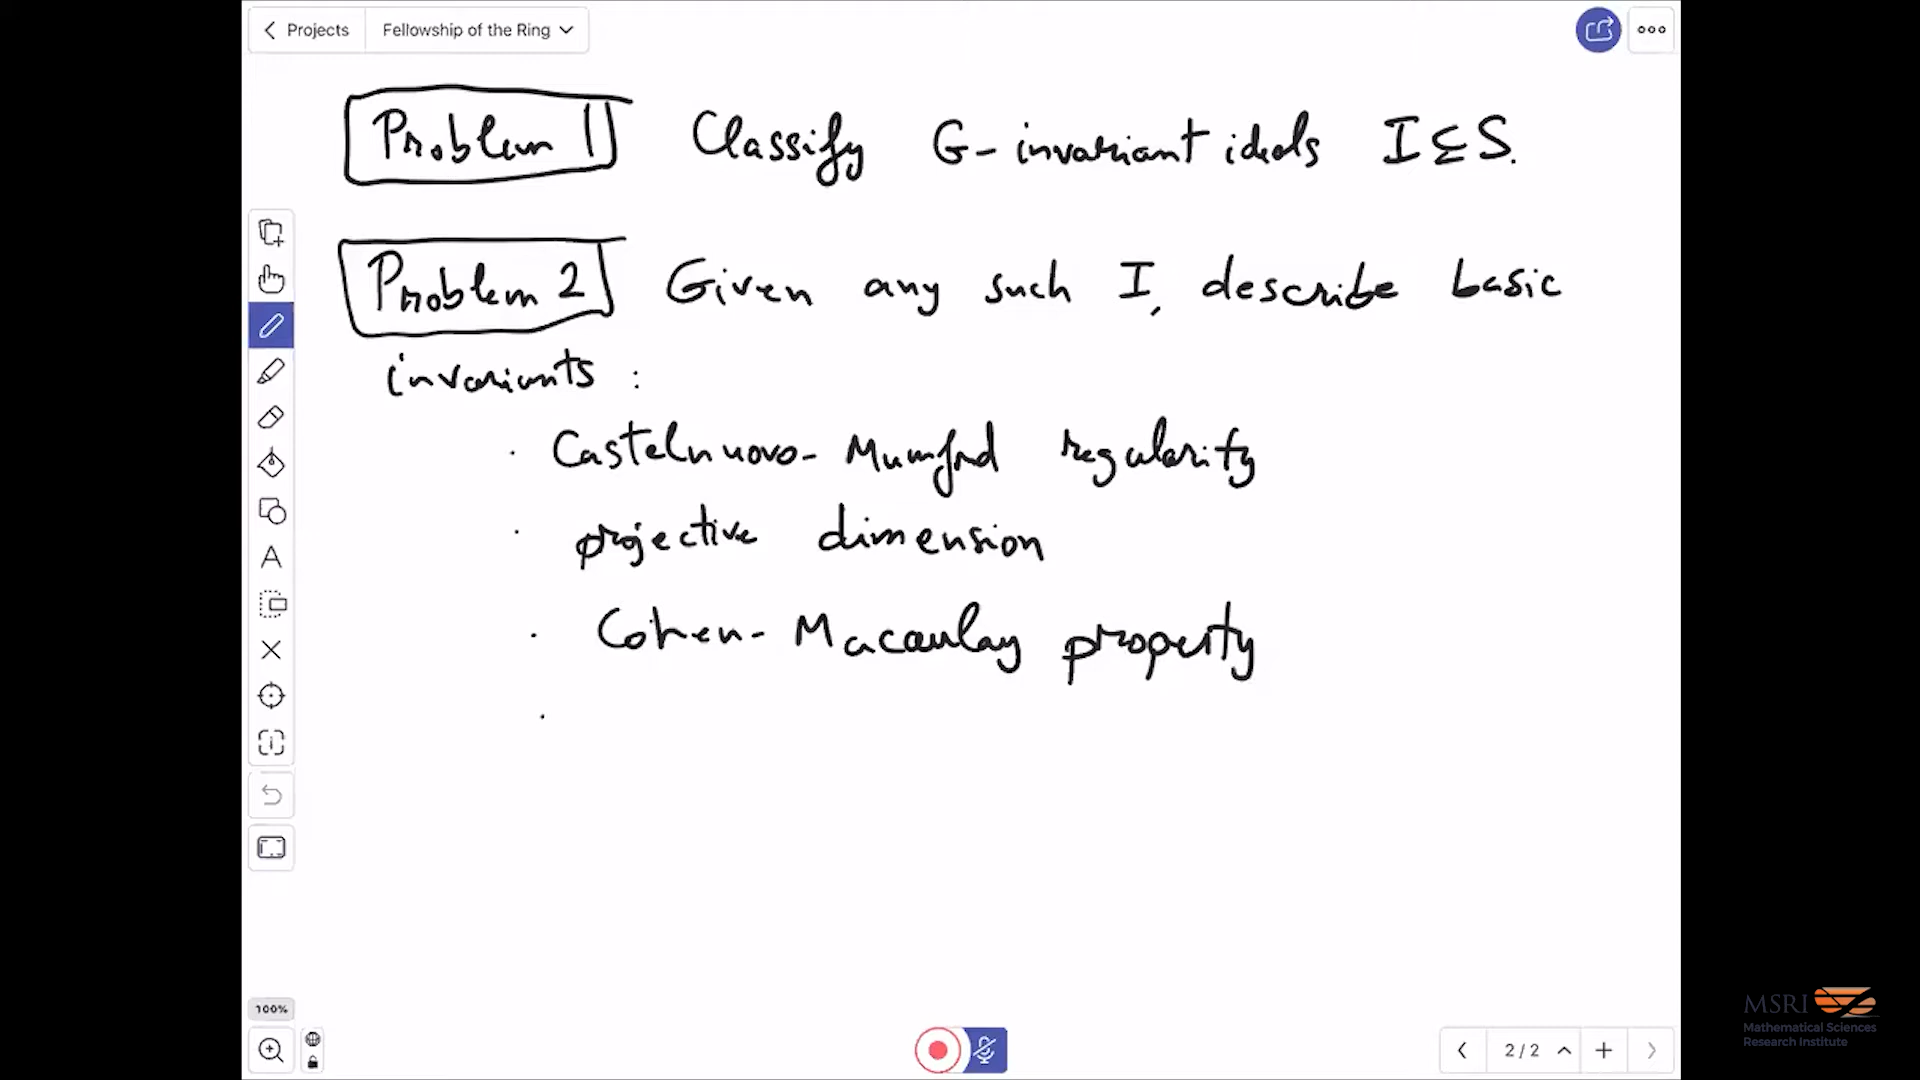 Projects Fellowship of the Ring
Problem 1 Classify G-invariant ideals I ⊆ S.
Problem 2 Given any such I, describe basic
invariants :
· Castelnuovo-Mumford regularity
· projective dimension
· Cohen-Macaulay property
·
A
100%
2/2
MSRI
Mathematical Sciences
Research Institute